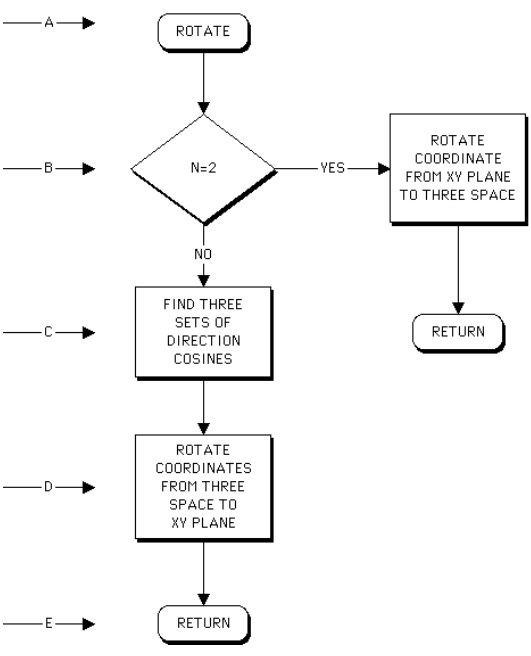 A
ROTATE
B
N=2
YES
ROTATE
COORDINATE
FROM XY PLANE
TO THREE SPACE
NO
C
FIND THREE
SETS OF
DIRECTION
COSINES
RETURN
D
ROTATE
COORDINATES
FROM THREE
SPACE TO
XY PLANE
E
RETURN